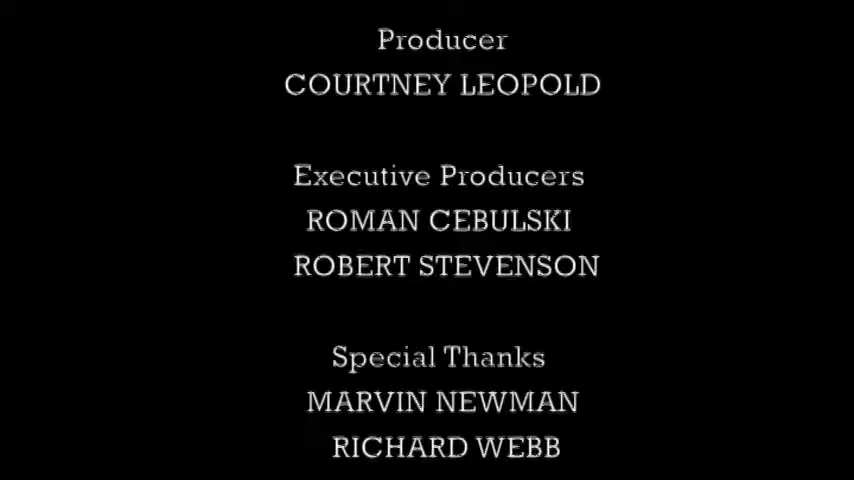 Producer
COURTNEY LEOPOLD
Executive Producers
ROMAN CEBULSKI
ROBERT STEVENSON
Special Thanks
MARVIN NEWMAN
RICHARD WEBB